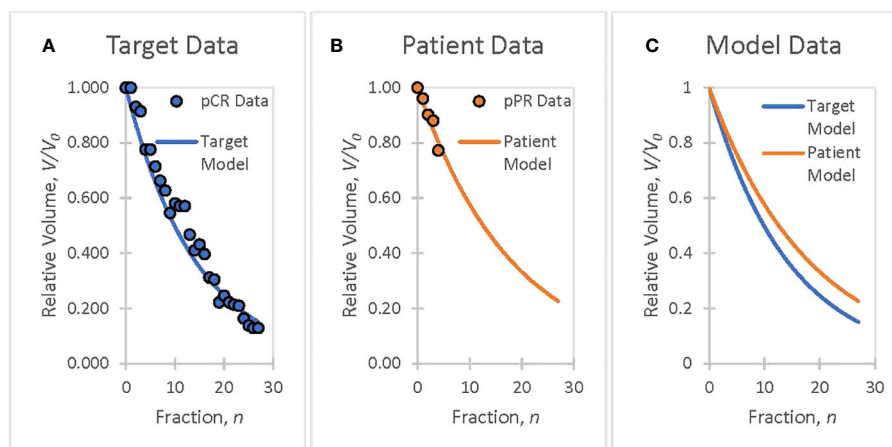 A
Target Data
1.000
0.800
0.600
0.400
0.200
0.000
Relative Volume, V/V₀
pCR Data
Target
Model
0
10
20
30
Fraction, n
B
Patient Data
1.00
0.80
0.60
0.40
0.20
0.00
Relative Volume, V/V₀
pPR Data
Patient
Model
0
10
20
30
Fraction, n
C
Model Data
1
0.8
0.6
0.4
0.2
0
Relative Volume, V/V₀
Target
Model
Patient
Model
0
10
20
30
Fraction, n